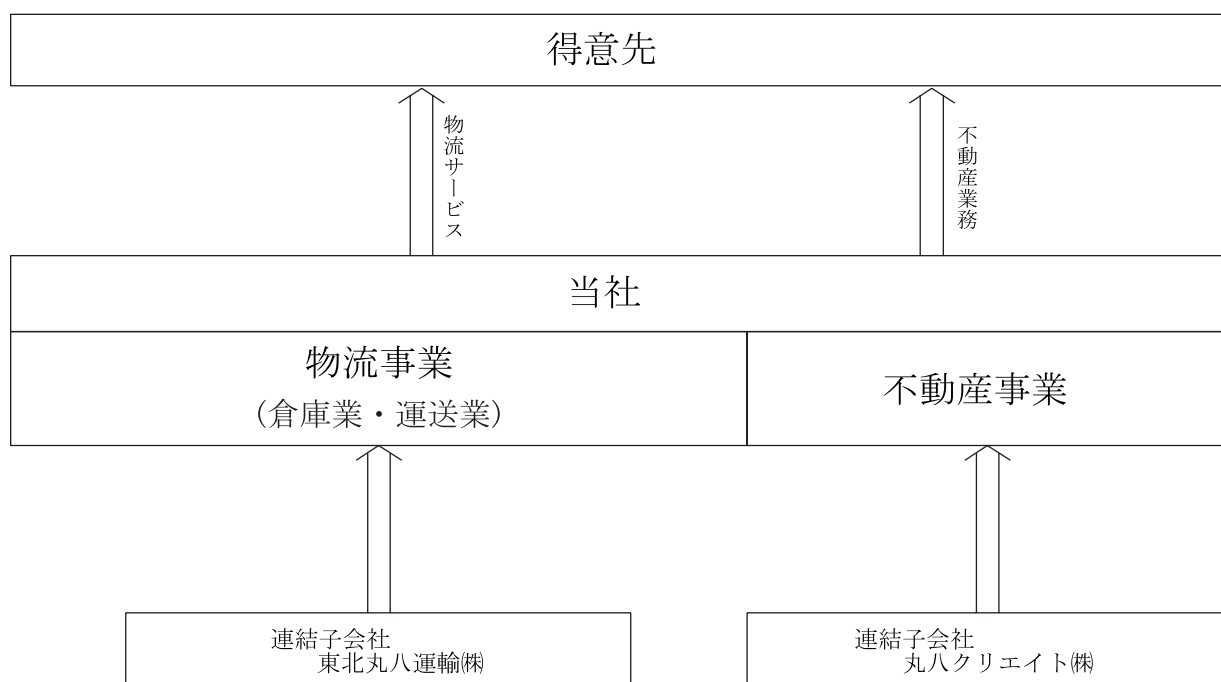 得意先
物流サービス
不動産業務
当社
物流事業
(倉庫業・運送業)
不動産事業
連結子会社
東北丸八運輸㈱
連結子会社
丸八クリエイト㈱